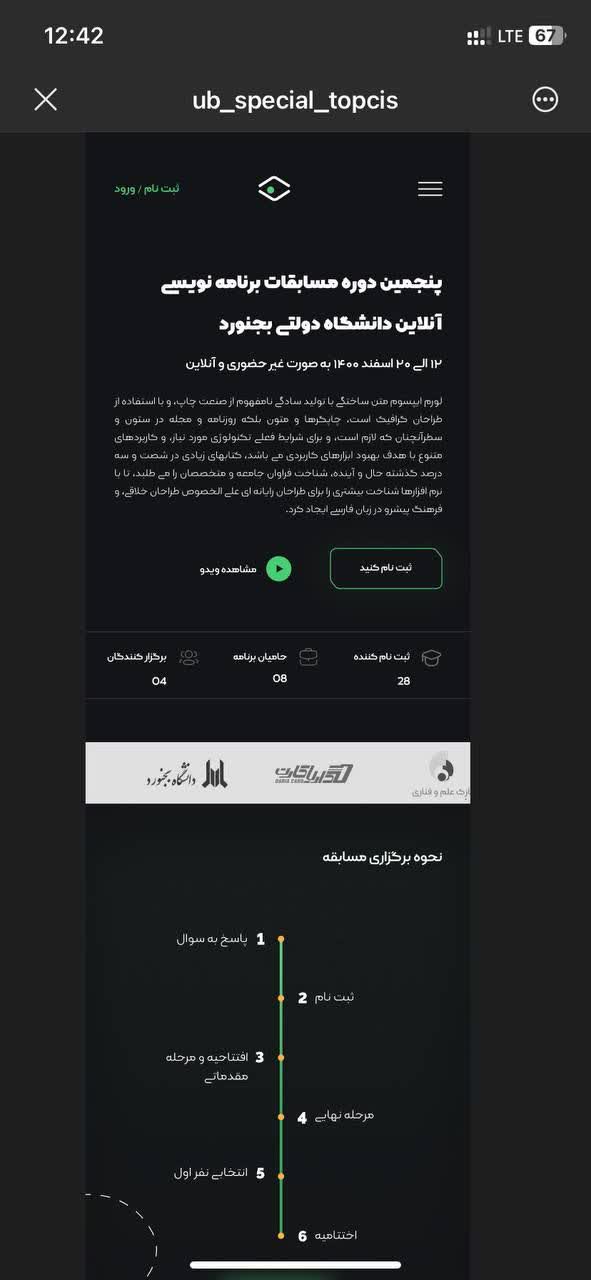 12:42
LTE 67
ub_special_topcis
ثبت نام / ورود
پنجمین دوره مسابقات برنامه نویسی
آنلاین دانشگاه دولتی بجنورد
۱۲ الی ۲۰ اسفند ۱۴۰۰ به صورت غیر حضوری و آنلاین
لورم ایپسوم متن ساختگی با تولید سادگی نامفهوم از صنعت چاپ، و با استفاده از
طراحان گرافیک است، چاپگرها و متون بلکه روزنامه و مجله در ستون و
سطرآنچنان که لازم است، و برای شرایط فعلی تکنولوژی مورد نیاز، و کاربردهای
متنوع با هدف بهبود ابزارهای کاربردی می باشد، کتابهای زیادی در شصت و سه
درصد گذشته حال و آینده، شناخت فراوان جامعه و متخصصان را می طلبد، تا با
نرم افزارها شناخت بیشتری را برای طراحان رایانه ای علی الخصوص طراحان خلاقی، و
فرهنگ پیشرو در زبان فارسی ایجاد کرد.
ثبت نام کنید
مشاهده ویدو
ثبت نام کننده
28
حامیان برنامه
08
برگزار کنندگان
04
پارک علم و فناری
دانشگاه بجنورد
نحوه برگزاری مسابقه
1 پاسخ به سوال
2 ثبت نام
3 افتتاحیه و مرحله
مقدماتی
4 مرحله نهایی
5 انتخابی نفر اول
6 اختتامیه